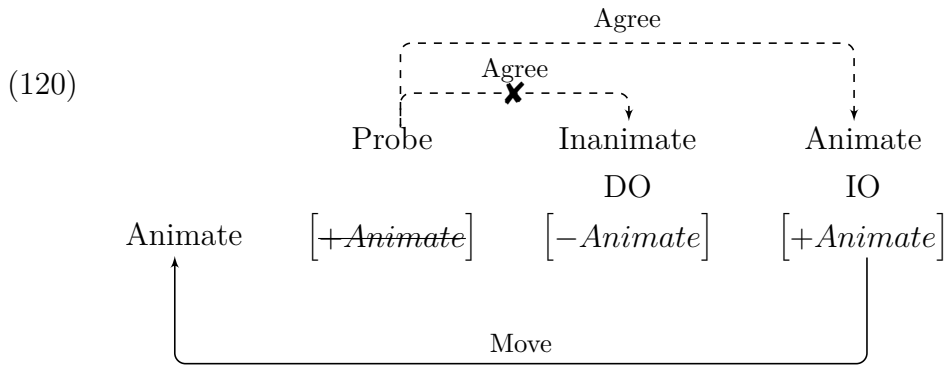 Agree
(120)
Agree
✘
Probe Inanimate Animate
DO IO
Animate [+Animate] [−Animate] [+Animate]
Move